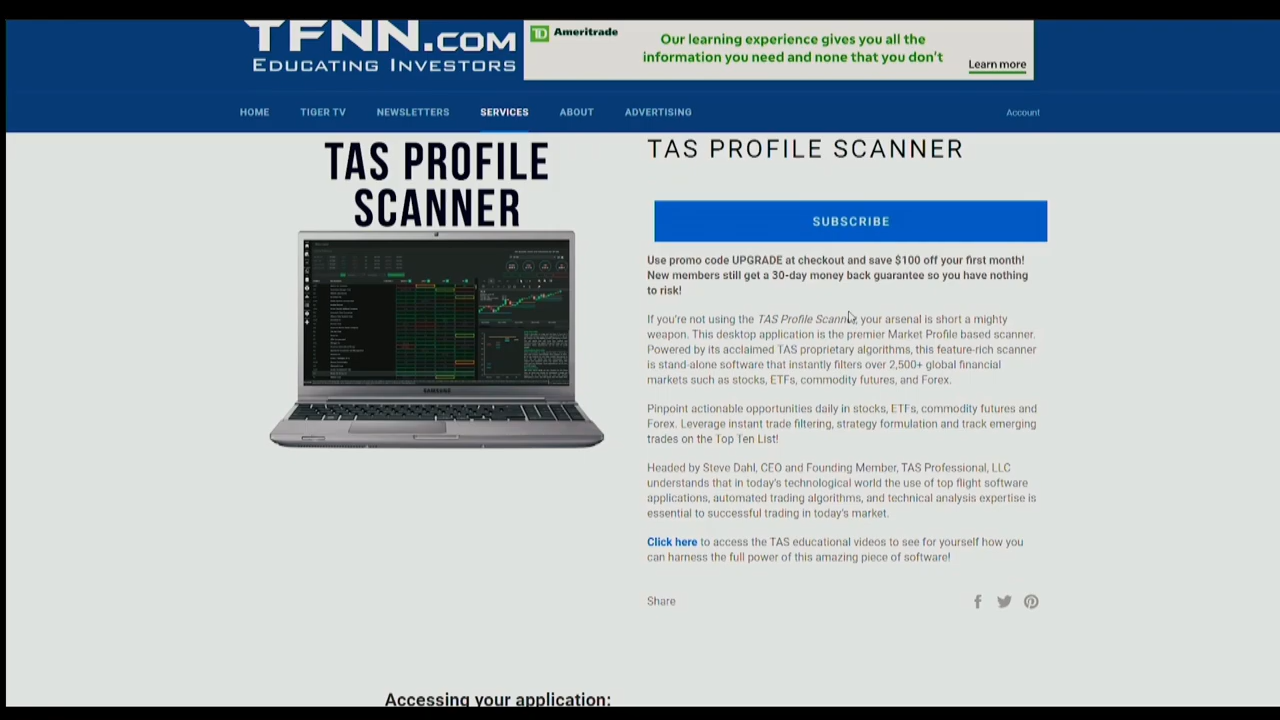 TFNN.COM
EDUCATING INVESTORS
TD Ameritrade
Our learning experience gives you all the
information you need and none that you don't
Learn more
HOME TIGER TV NEWSLETTERS SERVICES ABOUT ADVERTISING Account
TAS PROFILE
SCANNER
SAMSUNG
TAS PROFILE SCANNER
SUBSCRIBE
Use promo code UPGRADE at checkout and save $100 off your first month!
New members still get a 30-day money back guarantee so you have nothing
to risk!
If you're not using the TAS Profile Scanner, your arsenal is short a mighty
weapon. This desktop application is the premier Market Profile based scanner.
Powered by its acclaimed TAS proprietary algorithms, this feature-rich scanner
is stand-alone software that instantly filters over 2,500+ global financial
markets such as stocks, ETFs, commodity futures, and Forex.
Pinpoint actionable opportunities daily in stocks, ETFs, commodity futures and
Forex. Leverage instant trade filtering, strategy formulation and track emerging
trades on the Top Ten List!
Headed by Steve Dahl, CEO and Founding Member, TAS Professional, LLC
understands that in today's technological world the use of top flight software
applications, automated trading algorithms, and technical analysis expertise is
essential to successful trading in today's market.
Click here to access the TAS educational videos to see for yourself how you
can harness the full power of this amazing piece of software!
Share
Accessing your application: